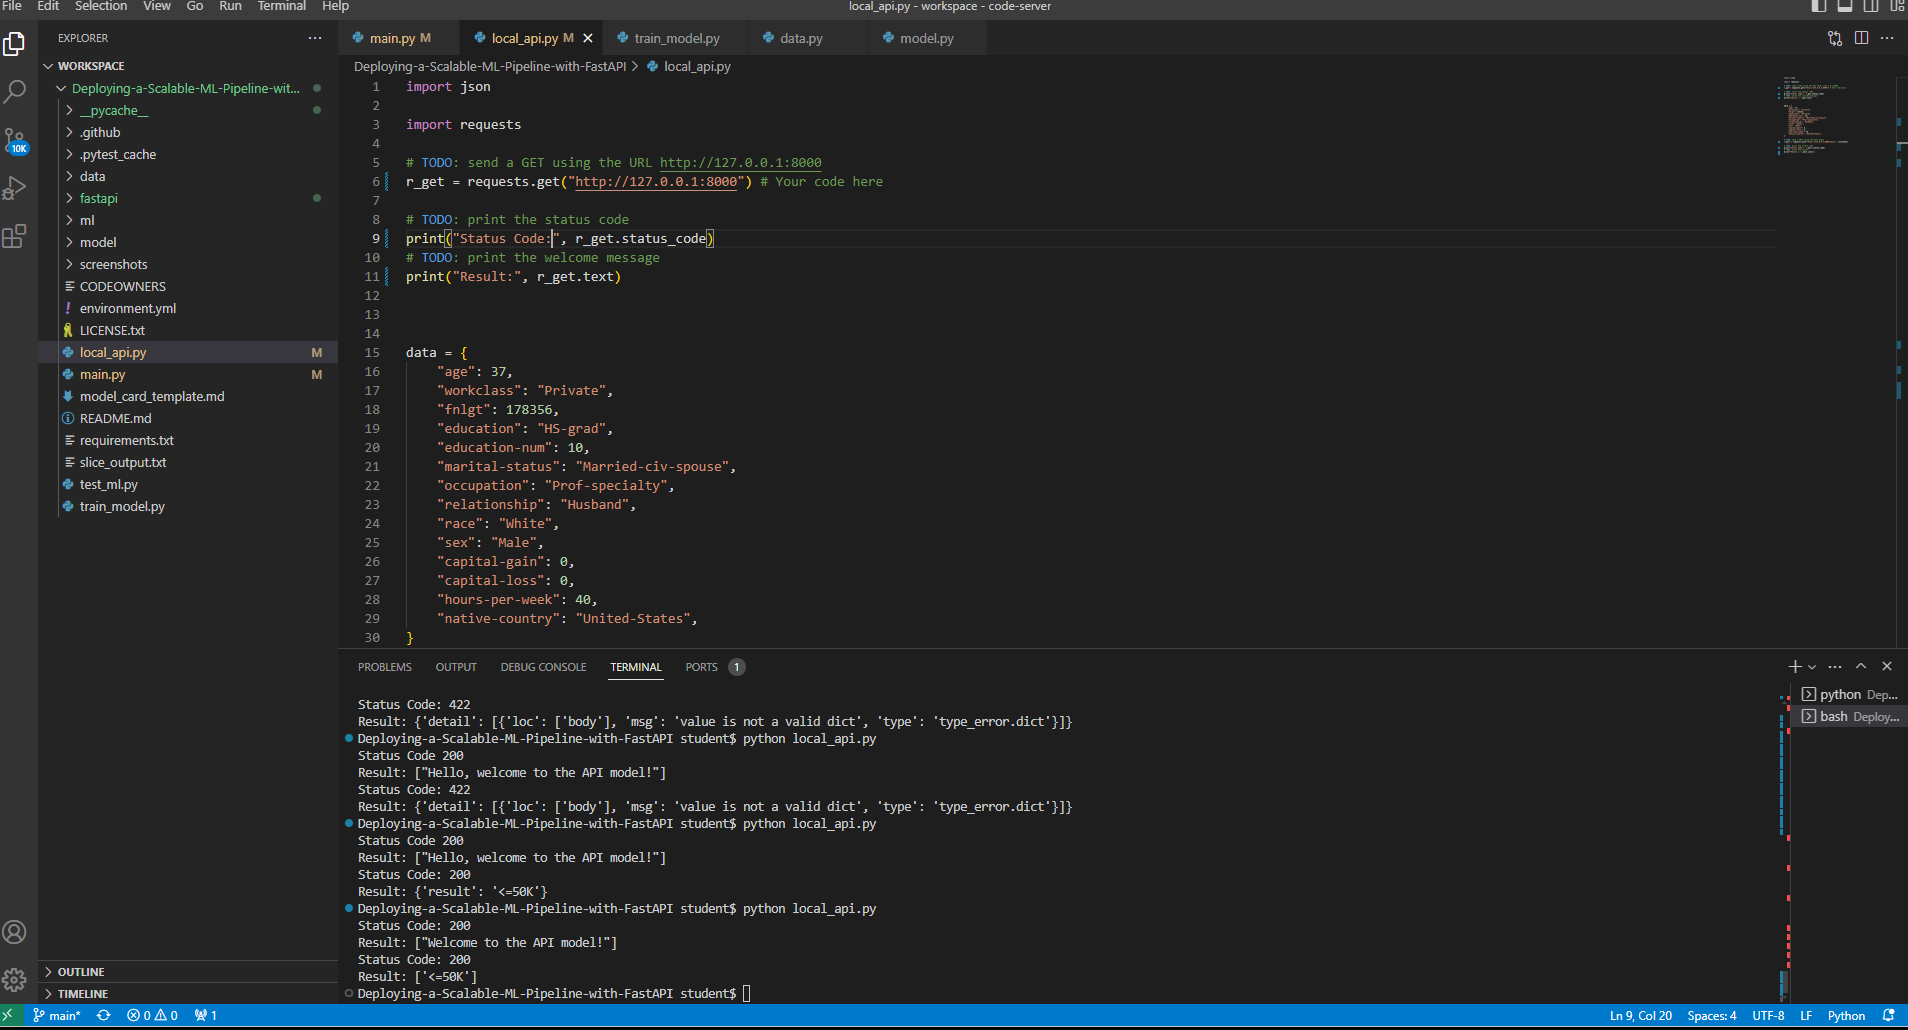 File Edit Selection View Go Run Terminal Help
local_api.py - workspace - code-server
EXPLORER
WORKSPACE
Deploying-a-Scalable-ML-Pipeline-wit...
__pycache__
.github
.pytest_cache
data
fastapi
ml
model
screenshots
CODEOWNERS
environment.yml
LICENSE.txt
local_api.py M
main.py M
model_card_template.md
README.md
requirements.txt
slice_output.txt
test_ml.py
train_model.py
OUTLINE
TIMELINE
10K
main.py M local_api.py M train_model.py data.py model.py
Deploying-a-Scalable-ML-Pipeline-with-FastAPI > local_api.py
1 import json
2
3 import requests
4
5 # TODO: send a GET using the URL http://127.0.0.1:8000
6 r_get = requests.get("http://127.0.0.1:8000") # Your code here
7
8 # TODO: print the status code
9 print("Status Code:", r_get.status_code)
10 # TODO: print the welcome message
11 print("Result:", r_get.text)
12
13
14
15 data = {
16 "age": 37,
17 "workclass": "Private",
18 "fnlgt": 178356,
19 "education": "HS-grad",
20 "education-num": 10,
21 "marital-status": "Married-civ-spouse",
22 "occupation": "Prof-specialty",
23 "relationship": "Husband",
24 "race": "White",
25 "sex": "Male",
26 "capital-gain": 0,
27 "capital-loss": 0,
28 "hours-per-week": 40,
29 "native-country": "United-States",
30 }
PROBLEMS OUTPUT DEBUG CONSOLE TERMINAL PORTS 1
Status Code: 422
Result: {'detail': [{'loc': ['body'], 'msg': 'value is not a valid dict', 'type': 'type_error.dict'}]}
Deploying-a-Scalable-ML-Pipeline-with-FastAPI student$ python local_api.py
Status Code 200
Result: ["Hello, welcome to the API model!"]
Status Code: 422
Result: {'detail': [{'loc': ['body'], 'msg': 'value is not a valid dict', 'type': 'type_error.dict'}]}
Deploying-a-Scalable-ML-Pipeline-with-FastAPI student$ python local_api.py
Status Code 200
Result: ["Hello, welcome to the API model!"]
Status Code: 200
Result: {'result': '<=50K'}
Deploying-a-Scalable-ML-Pipeline-with-FastAPI student$ python local_api.py
Status Code: 200
Result: ["Welcome to the API model!"]
Status Code: 200
Result: ['<=50K']
Deploying-a-Scalable-ML-Pipeline-with-FastAPI student$
python Dep...
bash Deploy...
main* 0 0 1
Ln 9, Col 20 Spaces: 4 UTF-8 LF Python